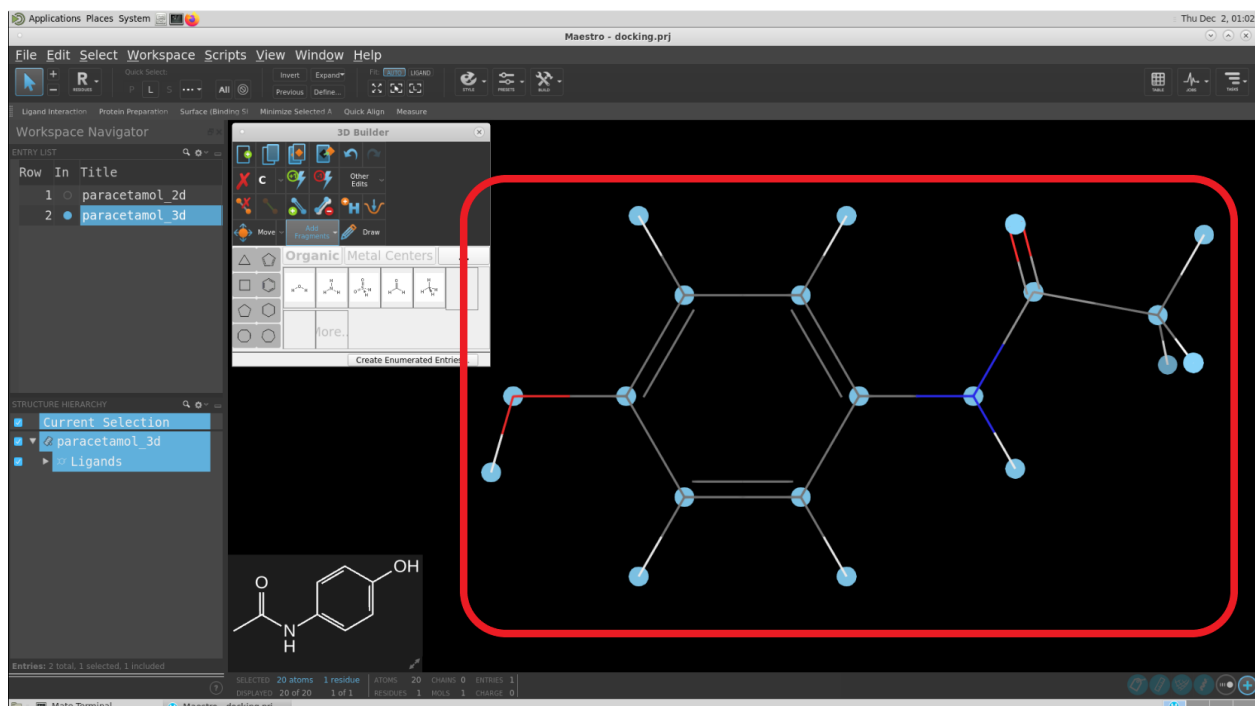 Applications Places System
Thu Dec 2, 01:02
Maestro - docking.prj
File Edit Select Workspace Scripts View Window Help
Quick Select:
Invert Expand
Fit: AUTO LIGAND
R
RESIDUES
P L S ... All
Previous Define...
STYLE
PRESETS
BUILD
TABLE
JOBS
TASKS
Ligand Interaction Protein Preparation Surface (Binding Si Minimize Selected A Quick Align Measure
Workspace Navigator
ENTRY LIST
Row In Title
1 paracetamol_2d
2 paracetamol_3d
3D Builder
C
+1
Other Edits
H
Move
Add Fragments
Draw
Organic Metal Centers
More..
Create Enumerated Entries
STRUCTURE HIERARCHY
Current Selection
paracetamol_3d
Ligands
OH
O
N
H
Entries: 2 total, 1 selected, 1 included
SELECTED 20 atoms 1 residue ATOMS 20 CHAINS 0 ENTRIES 1
DISPLAYED 20 of 20 1 of 1 RESIDUES 1 MOLS 1 CHARGE 0
Mate Terminal
Maestro - docking.prj